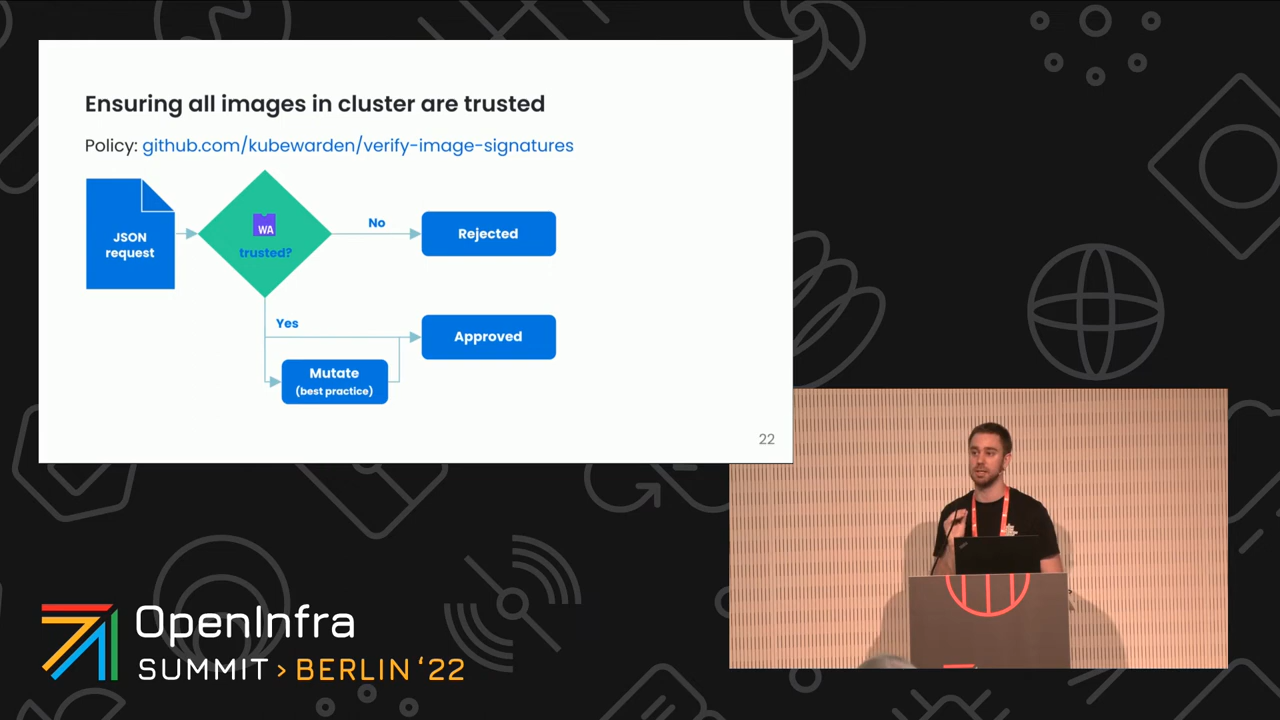 Ensuring all images in cluster are trusted
Policy: github.com/kubewarden/verify-image-signatures
JSON
request
WA
trusted?
No
Rejected
Yes
Approved
Mutate
(best practice)
22
OpenInfra
SUMMIT > BERLIN '22